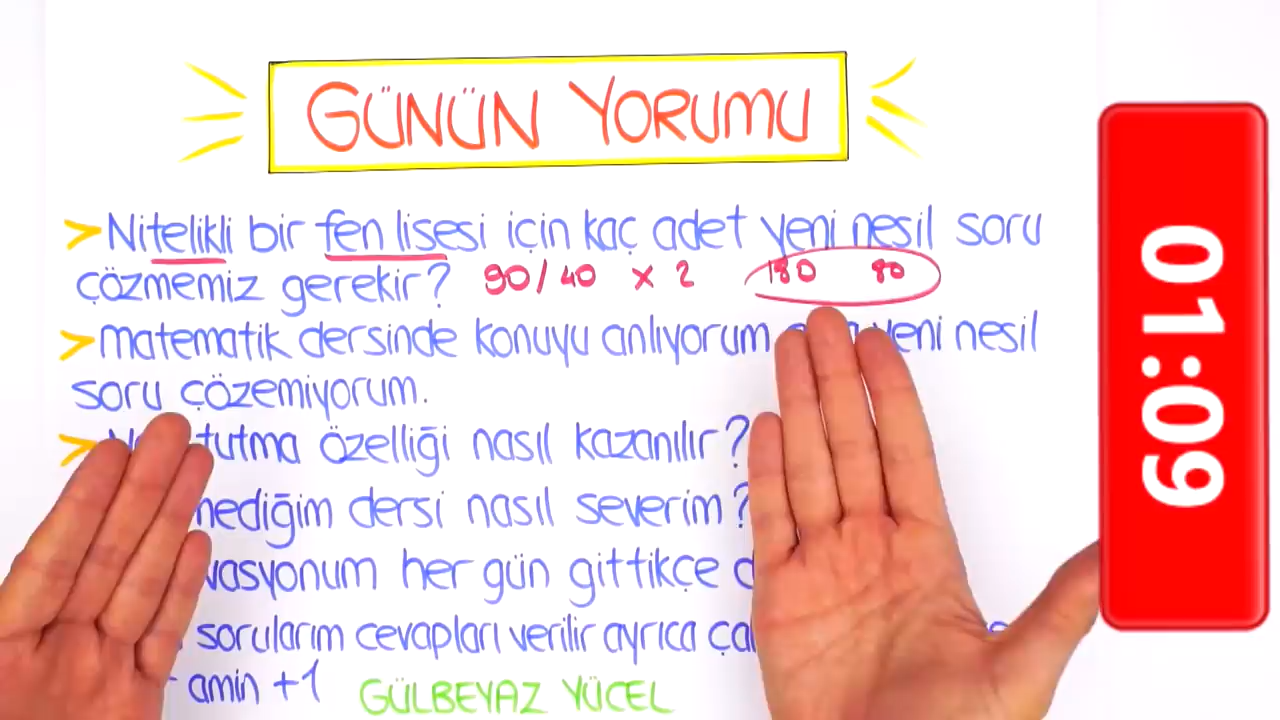 GÜNÜN YORUMU
➤ Nitelikli bir fen lisesi için kaç adet yeni nesil soru
çözmemiz gerekir? 90/40 x 2 180 80
➤ Matematik dersinde konuyu anlıyorum yeni nesil
soru çözemiyorum.
➤ tutma özelliği nasıl kazanılır?
mediğim dersi nasıl severim?
vasyonum her gün gittikçe
sorularım cevapları verilir ayrıca
amin +1 GÜLBEYAZ YÜCEL
01:09